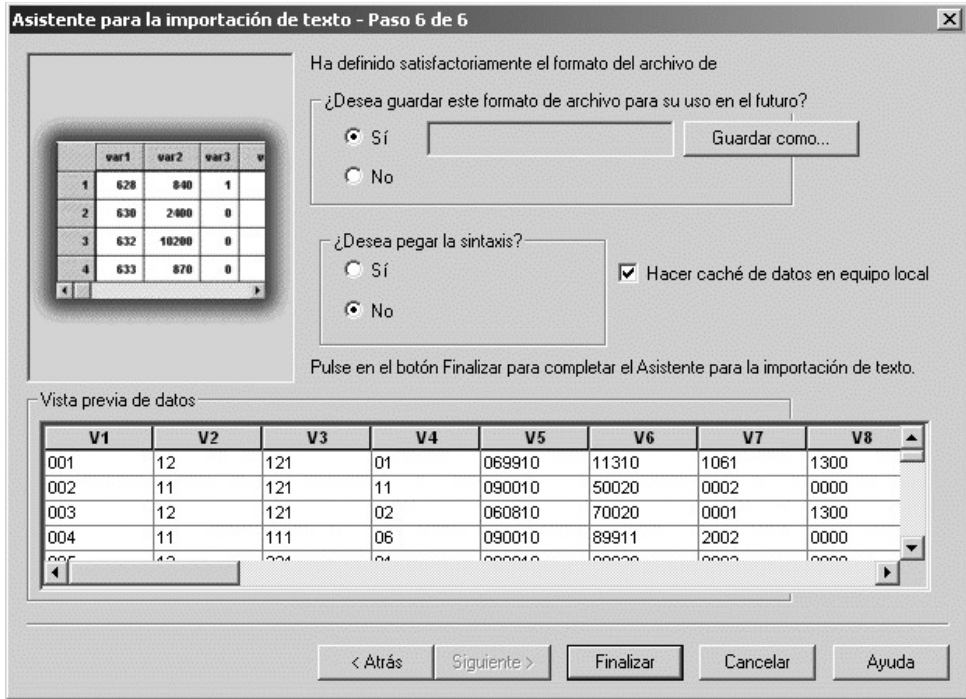 Asistente para la importación de texto - Paso 6 de 6
Ha definido satisfactoriamente el formato del archivo de
¿Desea guardar este formato de archivo para su uso en el futuro?
Sí
Guardar como...
No
var1 var2 var3
1 628 840 1
2 630 2400 0
3 632 10200 0
4 633 870 0
¿Desea pegar la sintaxis?
Sí
No
Hacer caché de datos en equipo local
Pulse en el botón Finalizar para completar el Asistente para la importación de texto.
Vista previa de datos
V1 V2 V3 V4 V5 V6 V7 V8
001 12 121 01 069910 11310 1061 1300
002 11 121 11 090010 50020 0002 0000
003 12 121 02 060810 70020 0001 1300
004 11 111 06 090010 89911 2002 0000
< Atrás Siguiente > Finalizar Cancelar Ayuda